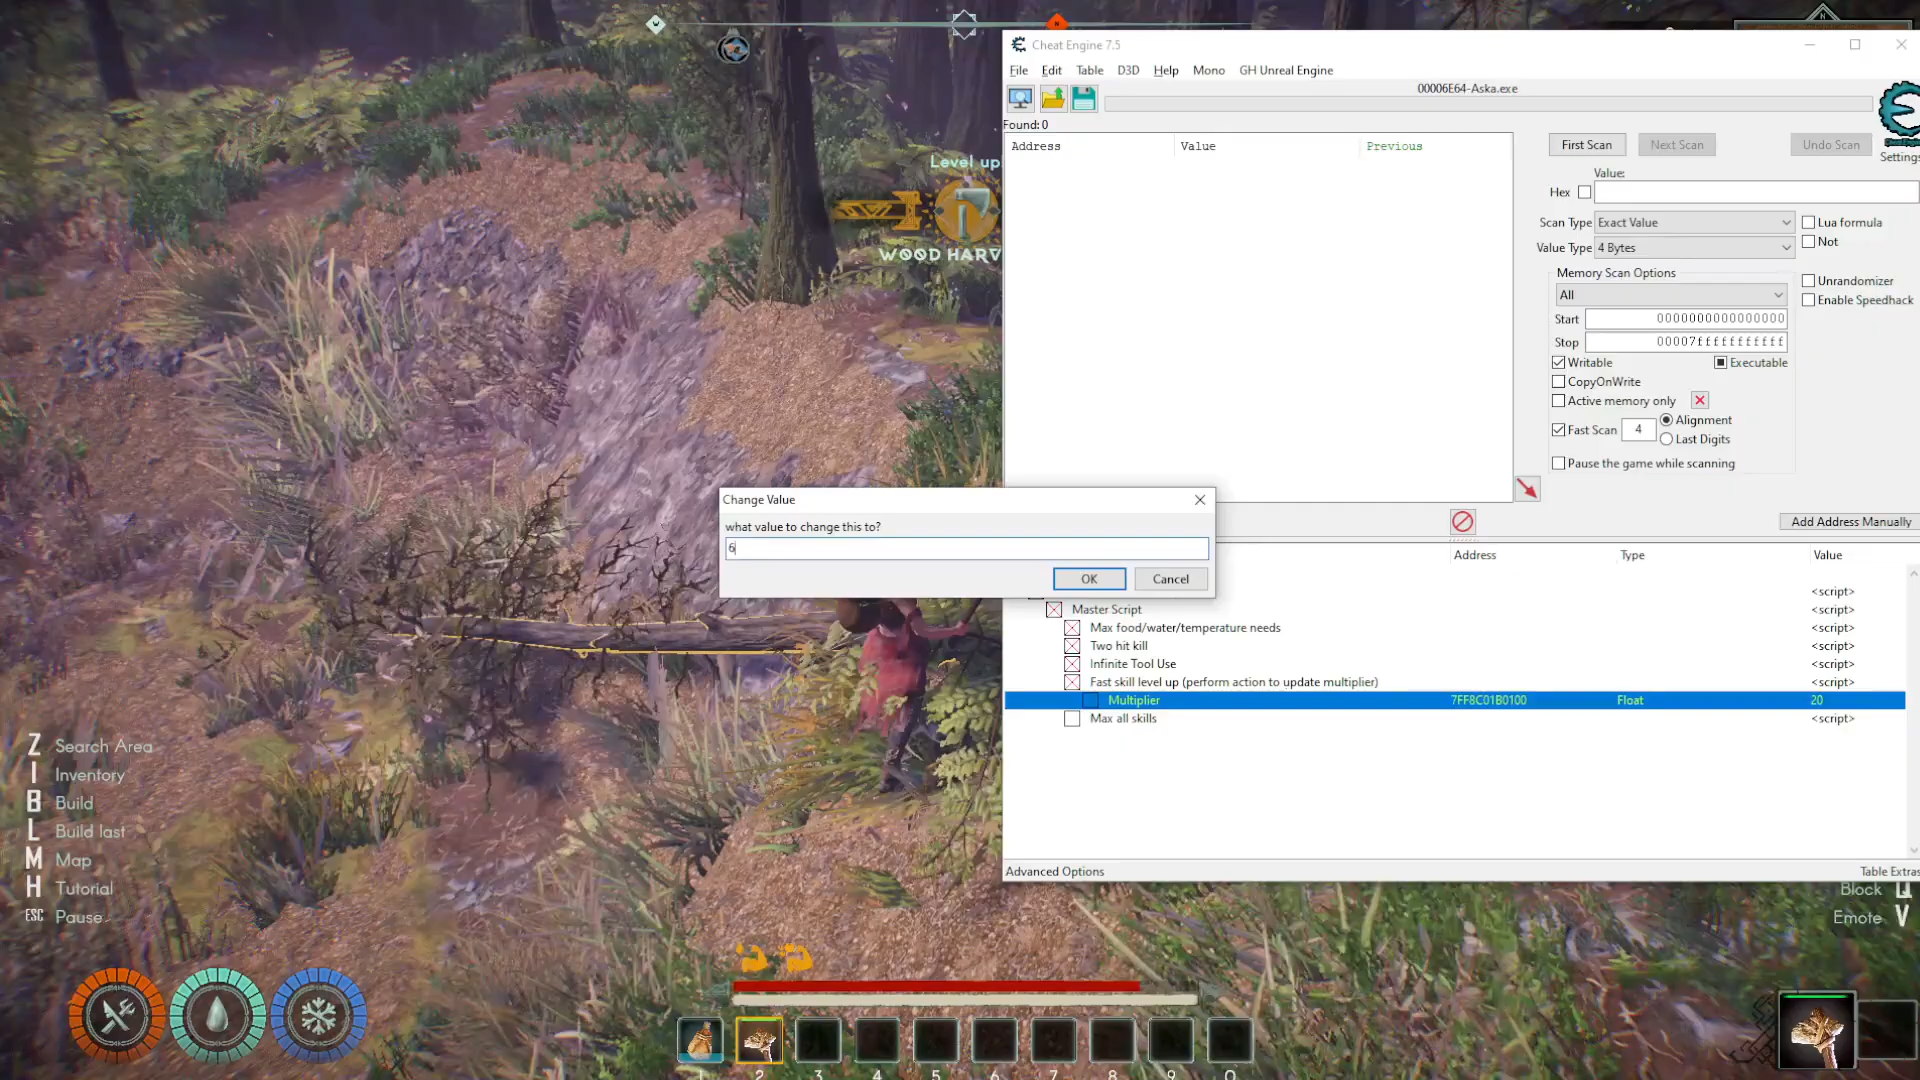 W
N
N
Cheat Engine 7.5
File Edit Table D3D Help Mono GH Unreal Engine
00006E64-Aska.exe
Found: 0
Address Value Previous
First Scan Next Scan Undo Scan
Settings
Value:
Hex
Scan Type Exact Value Lua formula
Not
Value Type 4 Bytes
Memory Scan Options
All
Unrandomizer
Enable Speedhack
Start 0000000000000000
Stop 00007fffffffffff
Writable Executable
CopyOnWrite
Active memory only
Fast Scan 4 Alignment
Last Digits
Pause the game while scanning
Level up
WOOD HARV
Change Value
what value to change this to?
6
OK Cancel
Add Address Manually
Address Type Value
<script>
Master Script <script>
Max food/water/temperature needs <script>
Two hit kill <script>
Infinite Tool Use <script>
Fast skill level up (perform action to update multiplier) <script>
Multiplier 7FF8C01B0100 Float 20
Max all skills <script>
Advanced Options Table Extras
Z Search Area
I Inventory
B Build
L Build last
M Map
H Tutorial
ESC Pause
Block Q
Emote V
1 2 3 4 5 6 7 8 9 0